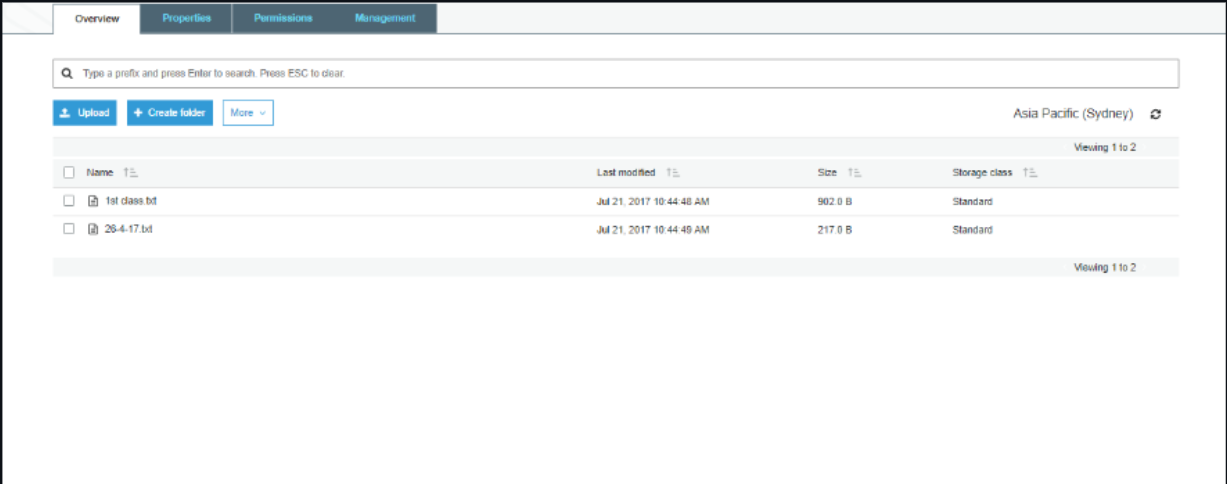 Overview Properties Permissions Management
Type a prefix and press Enter to search. Press ESC to clear.
Upload Create folder More Asia Pacific (Sydney)
Viewing 1 to 2
Name Last modified Size Storage class
1st class.txt Jul 21, 2017 10:44:48 AM 902.0 B Standard
26-4-17.txt Jul 21, 2017 10:44:49 AM 217.0 B Standard
Viewing 1 to 2